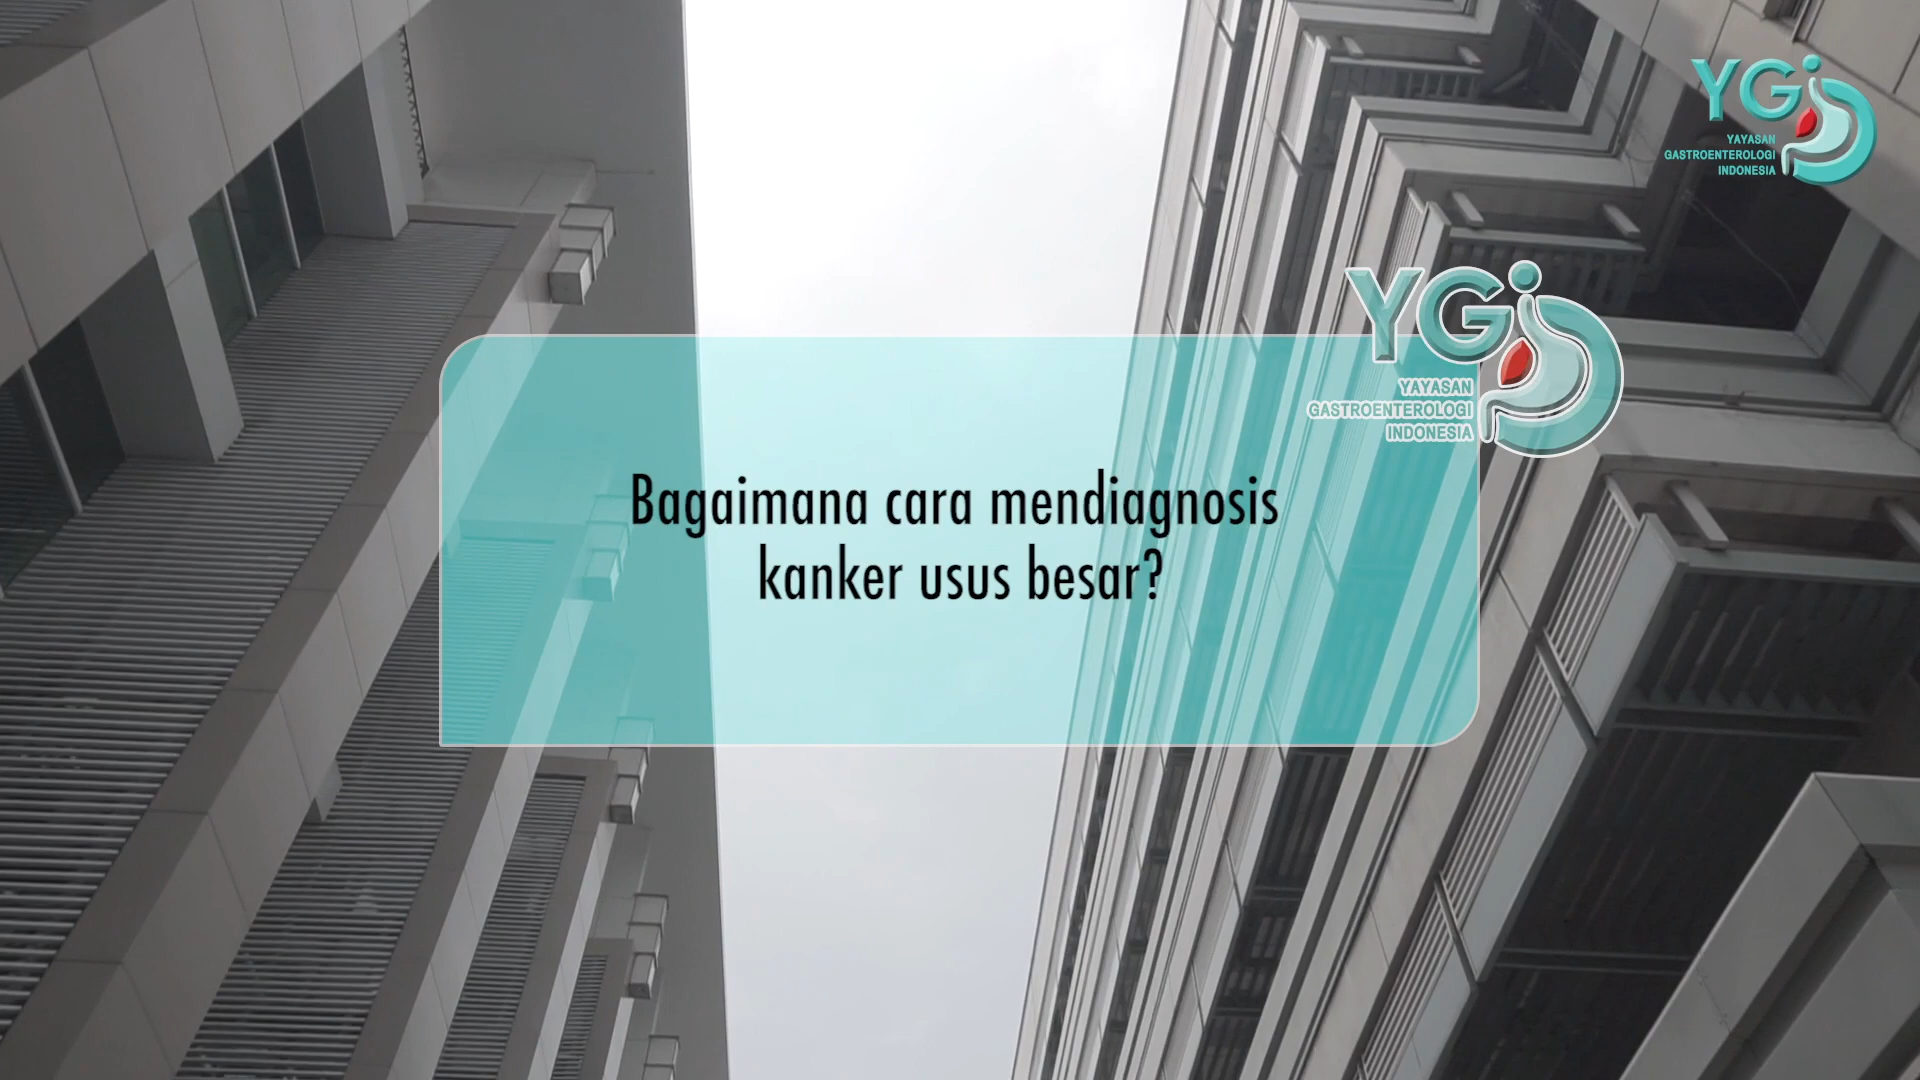 YGi
YAYASAN
GASTROENTEROLOGI
INDONESIA
YGi
YAYASAN
GASTROENTEROLOGI
INDONESIA
Bagaimana cara mendiagnosis
kanker usus besar?